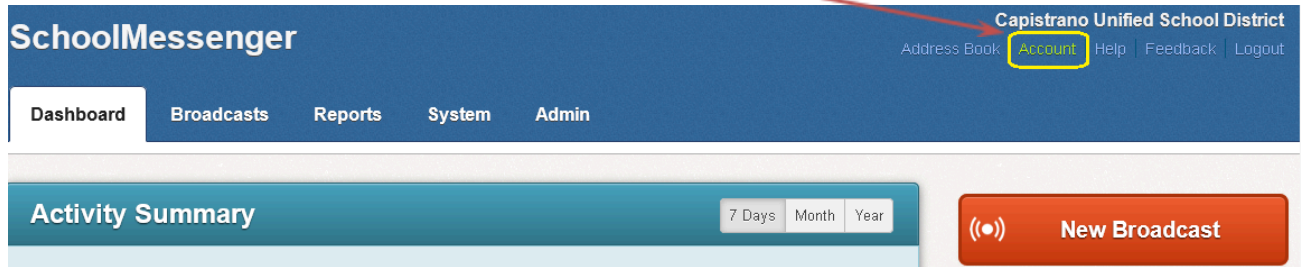 Capistrano Unified School District
SchoolMessenger
Address Book Account Help Feedback Logout
Dashboard Broadcasts Reports System Admin
Activity Summary 7 Days Month Year
New Broadcast